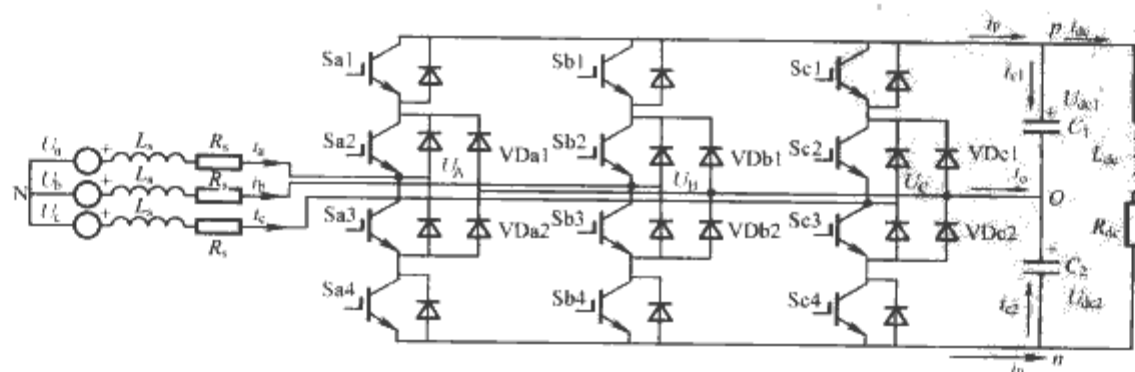 Sa1
Sb1
Sc1
i_p
p
i_dc
i_c1
U_dc1
C_1
L_dc
U_a
L_s
R_s
i_a
Sa2
U_A
VDa1
Sb2
U_B
VDb1
Sc2
U_C
VDc1
i_o
O
N
U_b
L_s
R_s
i_b
U_c
L_s
R_s
i_c
Sa3
VDa2
Sb3
VDb2
Sc3
VDc2
R_dc
Sa4
Sb4
Sc4
C_2
U_dc2
i_c2
i_n
n